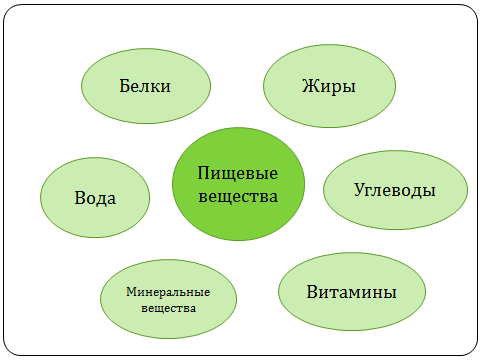 Белки
Жиры
Пищевые
вещества
Вода
Углеводы
Минеральные
вещества
Витамины